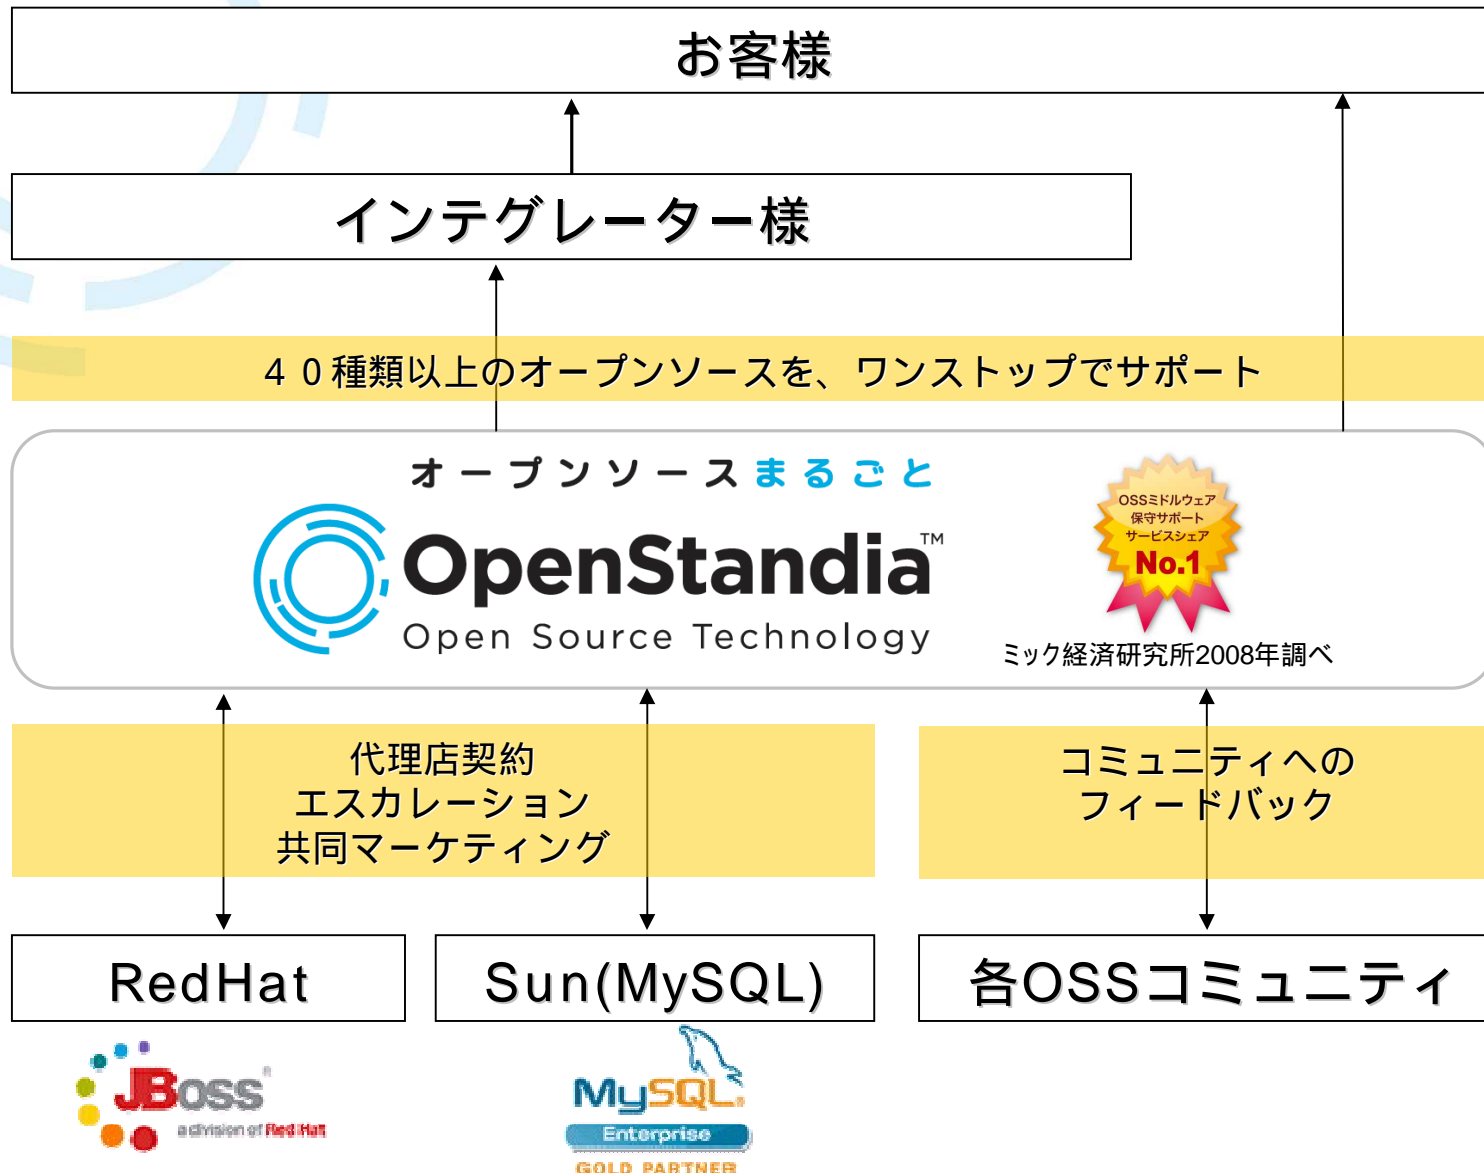 お客様
インテグレーター様
４０種類以上のオープンソースを、ワンストップでサポート
オープンソースまるごと
OpenStandia™
Open Source Technology
OSSミドルウェア
保守サポート
サービスシェア
No.1
ミック経済研究所2008年調べ
代理店契約
エスカレーション
共同マーケティング
コミュニティへの
フィードバック
RedHat
Sun(MySQL)
各OSSコミュニティ
JBoss®
a division of Red Hat
MySQL®
Enterprise
GOLD PARTNER